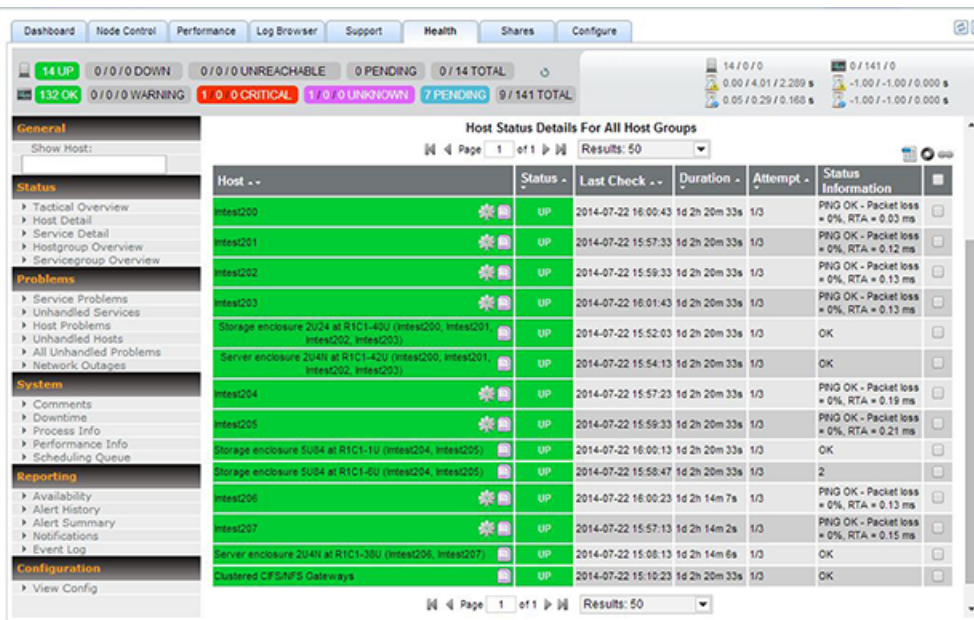 Dashboard Node Control Performance Log Browser Support Health Shares Configure
14 UP 0 / 0 / 0 DOWN 0 / 0 / 0 UNREACHABLE 0 PENDING 0 / 14 TOTAL
132 OK 0 / 0 / 0 WARNING 1 / 0 / 0 CRITICAL 1 / 0 / 0 UNKNOWN 7 PENDING 9 / 141 TOTAL
14 / 0 / 0 0 / 141 / 0
0.00 / 4.01 / 2.289 s -1.00 / -1.00 / 0.000 s
0.05 / 0.29 / 0.168 s -1.00 / -1.00 / 0.000 s
General
Show Host:
Status
Tactical Overview
Host Detail
Service Detail
Hostgroup Overview
Servicegroup Overview
Problems
Service Problems
Unhandled Services
Host Problems
Unhandled Hosts
All Unhandled Problems
Network Outages
System
Comments
Downtime
Process Info
Performance Info
Scheduling Queue
Reporting
Availability
Alert History
Alert Summary
Notifications
Event Log
Configuration
View Config
Host Status Details For All Host Groups
Page 1 of 1 Results: 50
Host Status Last Check Duration Attempt Status Information
lmtest200 UP 2014-07-22 16:00:43 1d 2h 20m 33s 1/3 PING OK - Packet loss = 0%, RTA = 0.03 ms
lmtest201 UP 2014-07-22 15:57:33 1d 2h 20m 33s 1/3 PING OK - Packet loss = 0%, RTA = 0.12 ms
lmtest202 UP 2014-07-22 15:59:33 1d 2h 20m 33s 1/3 PING OK - Packet loss = 0%, RTA = 0.13 ms
lmtest203 UP 2014-07-22 16:01:43 1d 2h 20m 33s 1/3 PING OK - Packet loss = 0%, RTA = 0.13 ms
Storage enclosure 2U24 at R1C1-40U (lmtest200, lmtest201, lmtest202, lmtest203) UP 2014-07-22 15:52:03 1d 2h 20m 33s 1/3 OK
Server enclosure 2U4N at R1C1-42U (lmtest200, lmtest201, lmtest202, lmtest203) UP 2014-07-22 15:54:13 1d 2h 20m 33s 1/3 OK
lmtest204 UP 2014-07-22 15:57:23 1d 2h 20m 33s 1/3 PING OK - Packet loss = 0%, RTA = 0.19 ms
lmtest205 UP 2014-07-22 15:59:33 1d 2h 20m 33s 1/3 PING OK - Packet loss = 0%, RTA = 0.21 ms
Storage enclosure 5U84 at R1C1-1U (lmtest204, lmtest205) UP 2014-07-22 16:00:13 1d 2h 20m 33s 1/3 OK
Storage enclosure 5U84 at R1C1-6U (lmtest204, lmtest205) UP 2014-07-22 15:58:47 1d 2h 20m 33s 1/3 2
lmtest206 UP 2014-07-22 16:00:23 1d 2h 14m 7s 1/3 PING OK - Packet loss = 0%, RTA = 0.13 ms
lmtest207 UP 2014-07-22 15:57:13 1d 2h 14m 2s 1/3 PING OK - Packet loss = 0%, RTA = 0.15 ms
Server enclosure 2U4N at R1C1-38U (lmtest206, lmtest207) UP 2014-07-22 15:08:13 1d 2h 14m 6s 1/3 OK
Clustered CIFS/NFS Gateways UP 2014-07-22 15:10:23 1d 2h 20m 33s 1/3 OK
Page 1 of 1 Results: 50